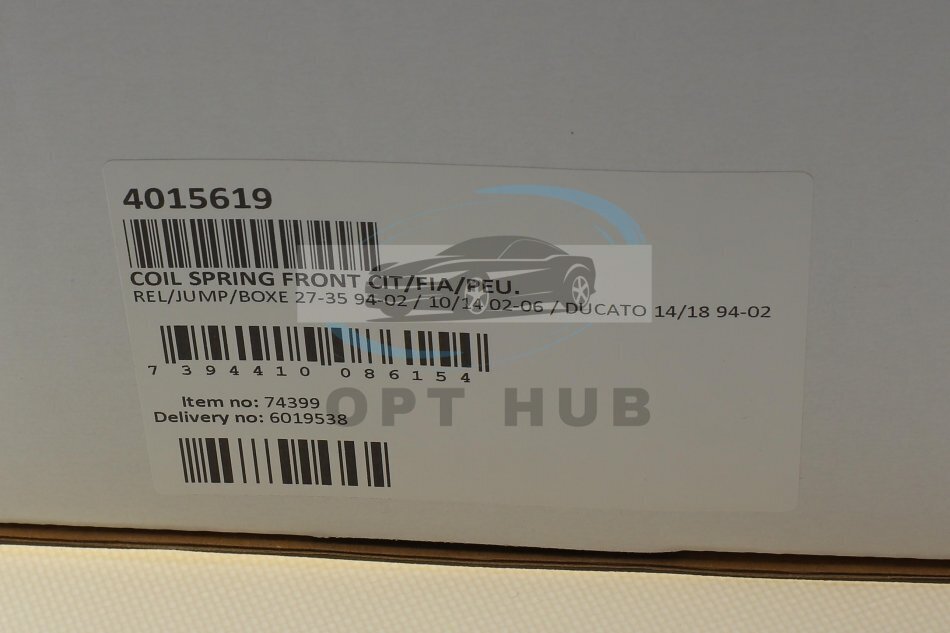 4015619
COIL SPRING FRONT CIT/FIA/PEU.
REL/JUMP/BOXE 27-35 94-02 / 10/14 02-06 / DUCATO 14/18 94-02
7 394410 086154
Item no: 74399
Delivery no: 6019538
OPT HUB